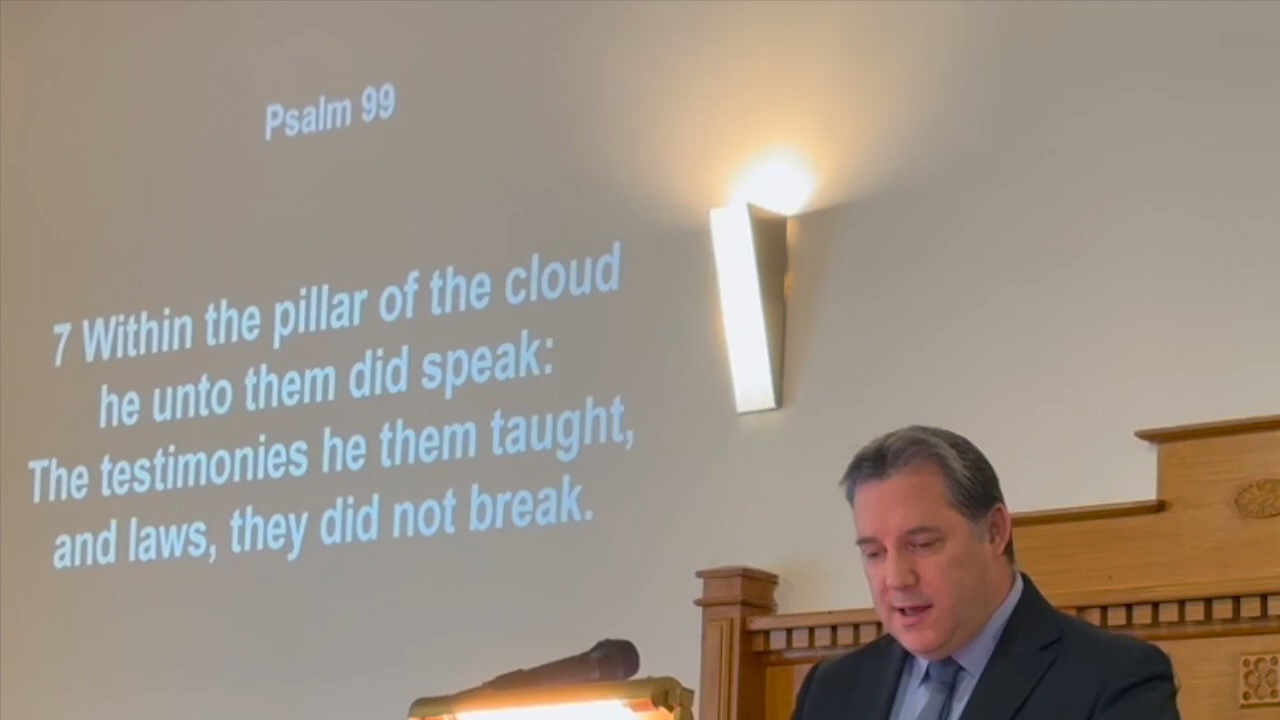 Psalm 99
7 Within the pillar of the cloud
he unto them did speak:
The testimonies he them taught,
and laws, they did not break.